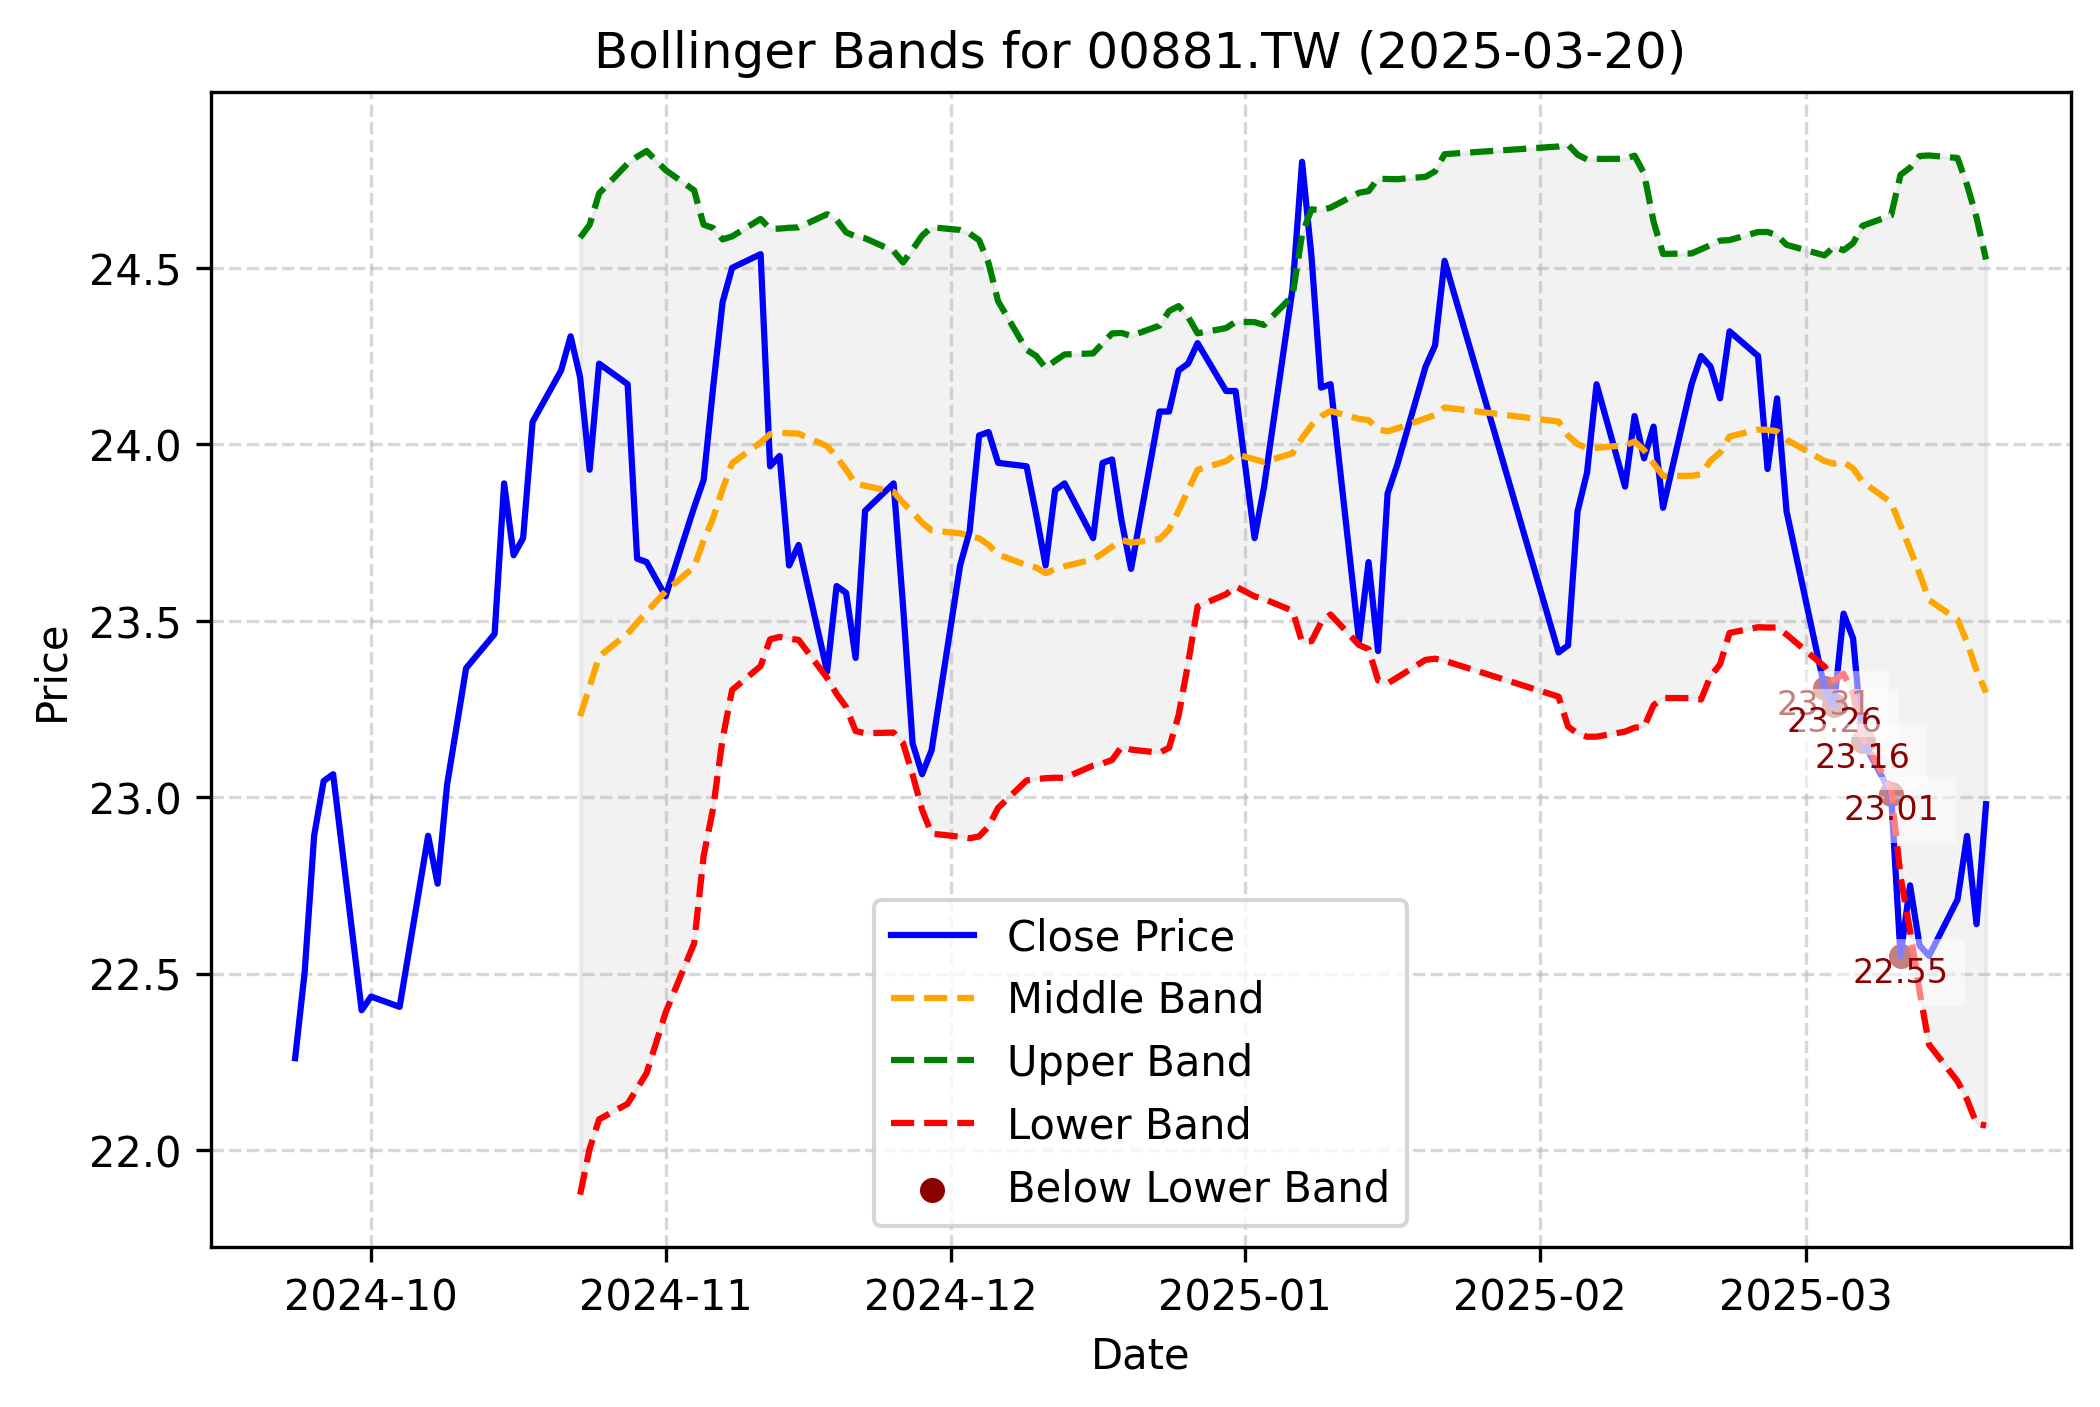 Bollinger Bands for 00881.TW (2025-03-20)
Price
24.5
24.0
23.5
23.0
22.5
22.0
23.31
23.26
23.16
23.01
22.55
Close Price
Middle Band
Upper Band
Lower Band
Below Lower Band
2024-10
2024-11
2024-12
2025-01
2025-02
2025-03
Date